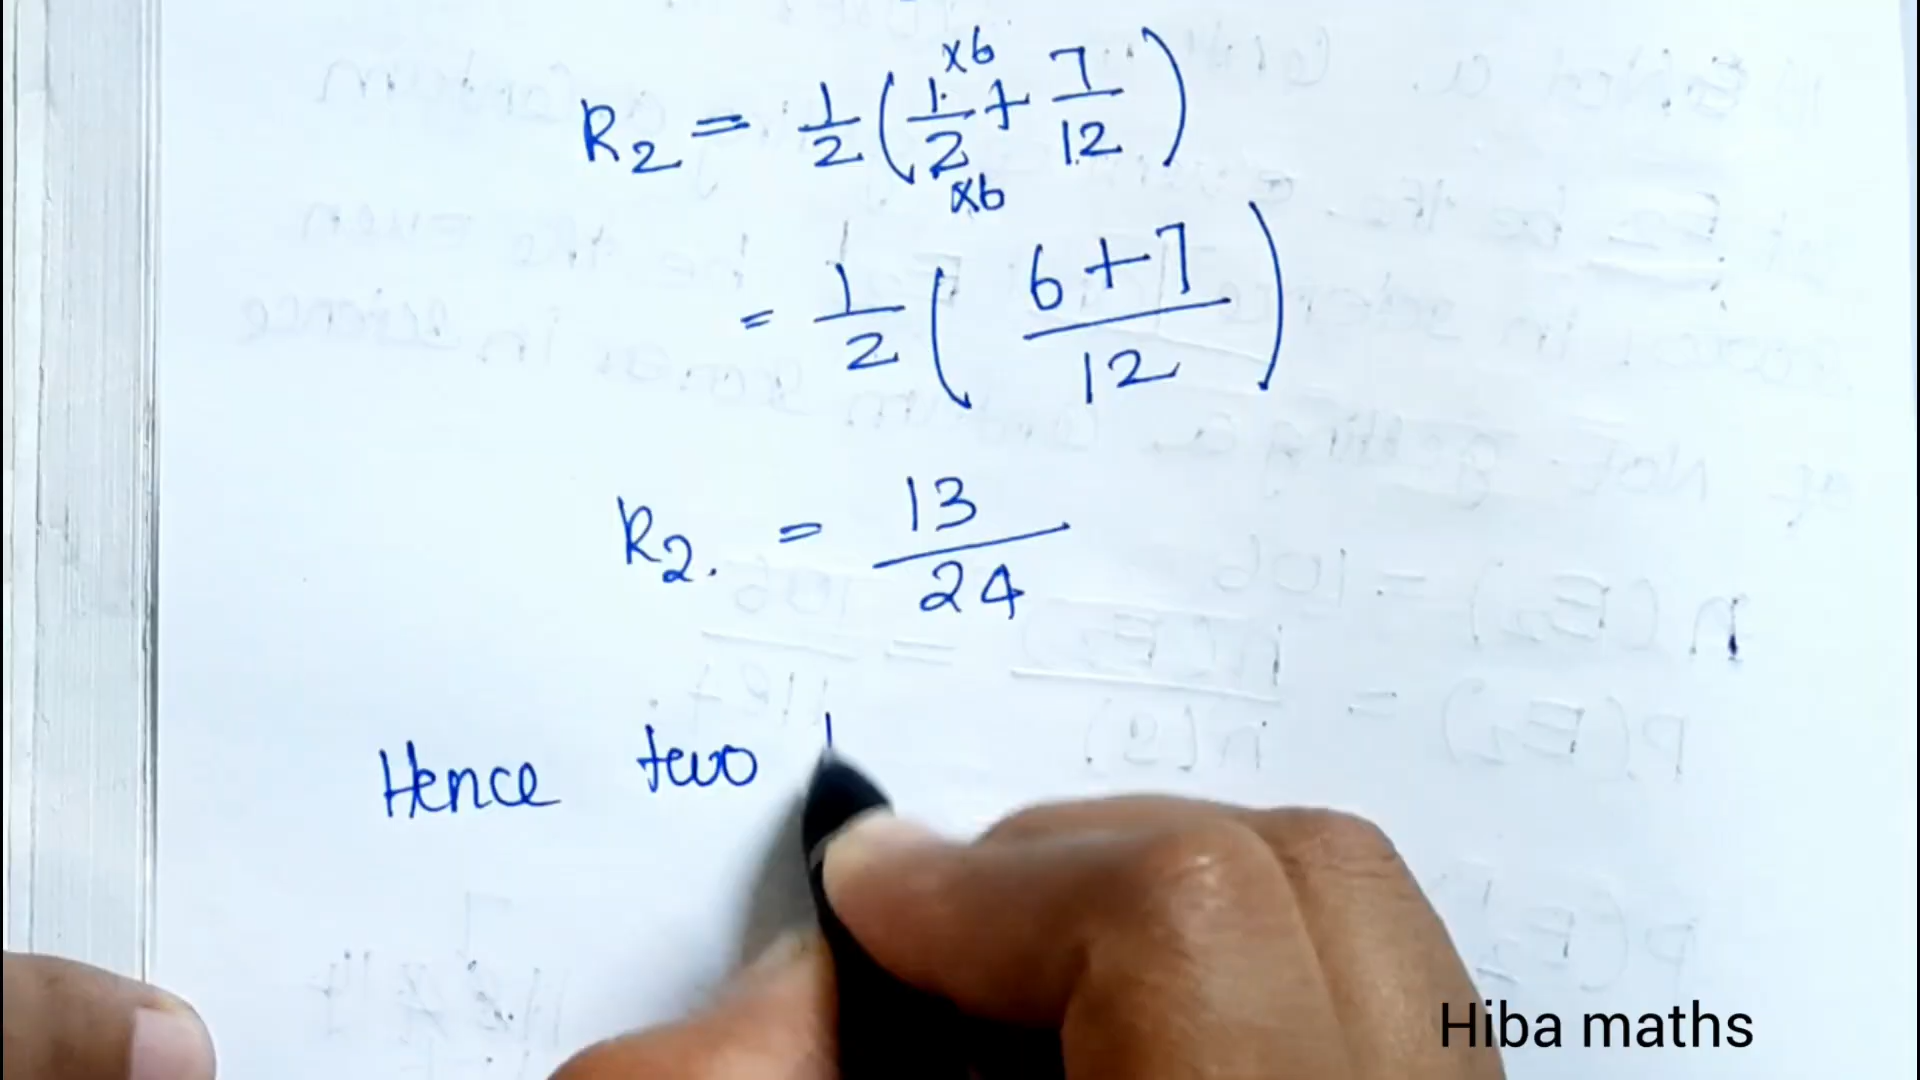 ×6
R₂ = 1/2 ( 1/2 + 7/12 )
×6
= 1/2 ( 6+7/12 )
R₂. = 13/24
Hence two
Hiba maths